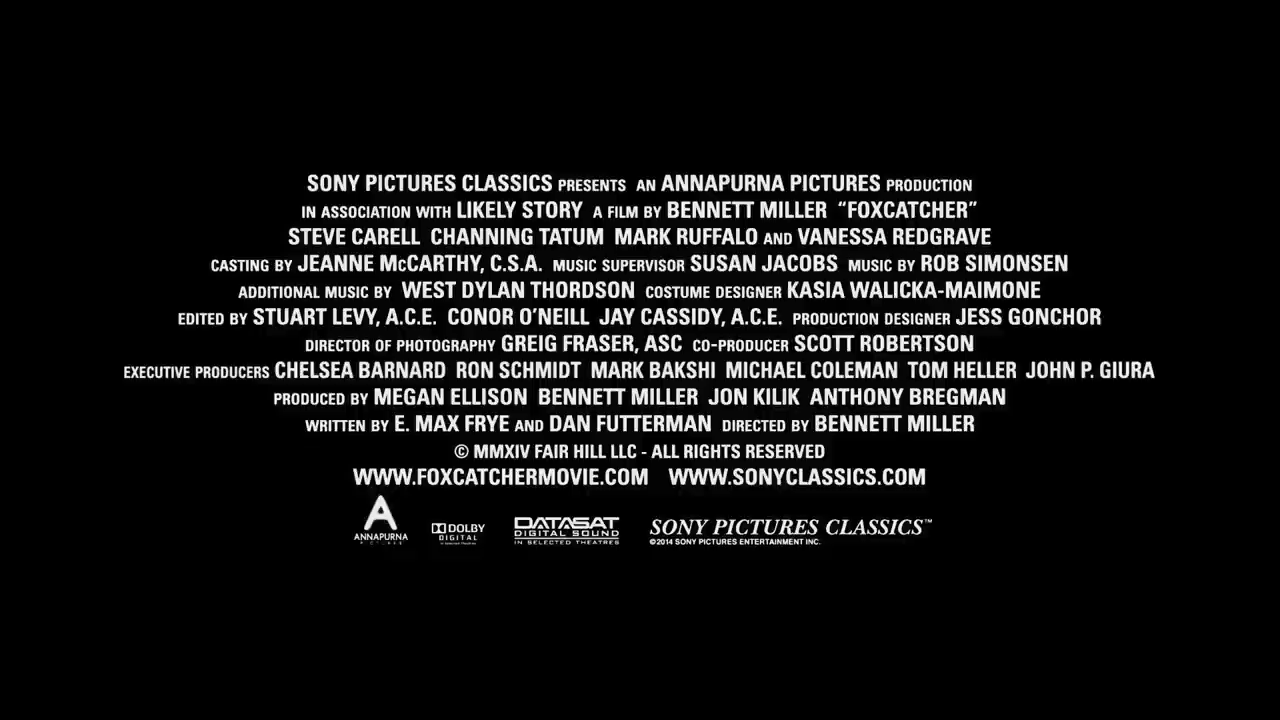 SONY PICTURES CLASSICS PRESENTS AN ANNAPURNA PICTURES PRODUCTION
IN ASSOCIATION WITH LIKELY STORY A FILM BY BENNETT MILLER “FOXCATCHER”
STEVE CARELL CHANNING TATUM MARK RUFFALO AND VANESSA REDGRAVE
CASTING BY JEANNE McCARTHY, C.S.A. MUSIC SUPERVISOR SUSAN JACOBS MUSIC BY ROB SIMONSEN
ADDITIONAL MUSIC BY WEST DYLAN THORDSON COSTUME DESIGNER KASIA WALICKA-MAIMONE
EDITED BY STUART LEVY, A.C.E. CONOR O’NEILL JAY CASSIDY, A.C.E. PRODUCTION DESIGNER JESS GONCHOR
DIRECTOR OF PHOTOGRAPHY GREIG FRASER, ASC CO-PRODUCER SCOTT ROBERTSON
EXECUTIVE PRODUCERS CHELSEA BARNARD RON SCHMIDT MARK BAKSHI MICHAEL COLEMAN TOM HELLER JOHN P. GIURA
PRODUCED BY MEGAN ELLISON BENNETT MILLER JON KILIK ANTHONY BREGMAN
WRITTEN BY E. MAX FRYE AND DAN FUTTERMAN DIRECTED BY BENNETT MILLER
© MMXIV FAIR HILL LLC - ALL RIGHTS RESERVED
WWW.FOXCATCHERMOVIE.COM WWW.SONYCLASSICS.COM
ANNAPURNA
PICTURES
DOLBY
DIGITAL
IN SELECTED THEATRES
DATASAT
DIGITAL SOUND
IN SELECTED THEATRES
SONY PICTURES CLASSICS™
©2014 SONY PICTURES ENTERTAINMENT INC.